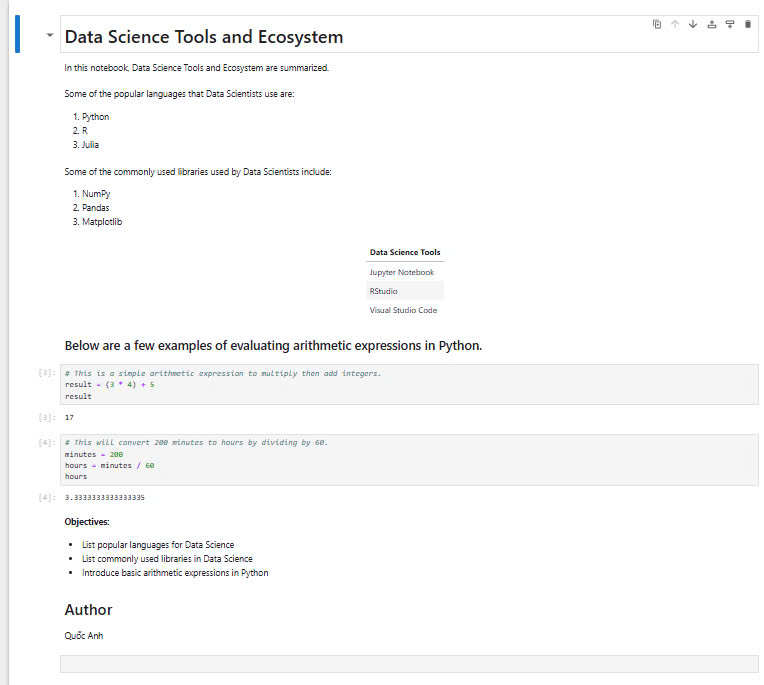 Data Science Tools and Ecosystem
In this notebook, Data Science Tools and Ecosystem are summarized.
Some of the popular languages that Data Scientists use are:
1. Python
2. R
3. Julia
Some of the commonly used libraries used by Data Scientists include:
1. NumPy
2. Pandas
3. Matplotlib
Data Science Tools
Jupyter Notebook
RStudio
Visual Studio Code
Below are a few examples of evaluating arithmetic expressions in Python.
[3]: # This is a simple arithmetic expression to multiply then add integers.
result = (3 * 4) + 5
result
[3]: 17
[4]: # This will convert 200 minutes to hours by dividing by 60.
minutes = 200
hours = minutes / 60
hours
[4]: 3.3333333333333335
Objectives:
• List popular languages for Data Science
• List commonly used libraries in Data Science
• Introduce basic arithmetic expressions in Python
Author
Quốc Anh